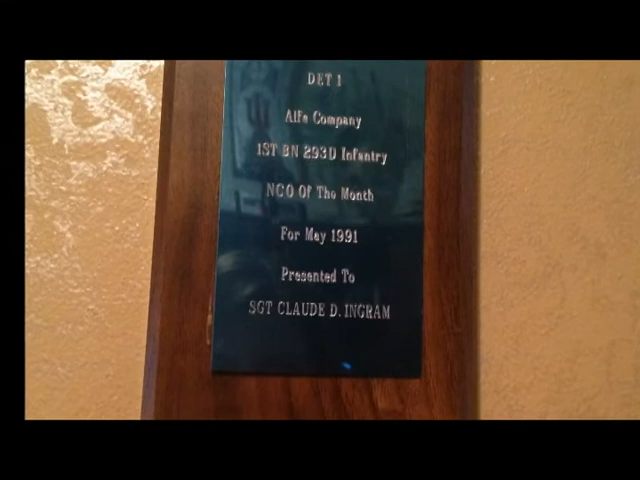 DET 1
Alfa Company
1ST BN 293D Infantry
NCO Of The Month
For May 1991
Presented To
SGT CLAUDE D. INGRAM